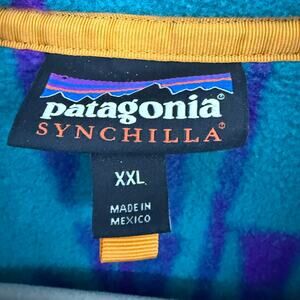 patagonia®
SYNCHILLA®
XXL
MADE IN
MEXICO